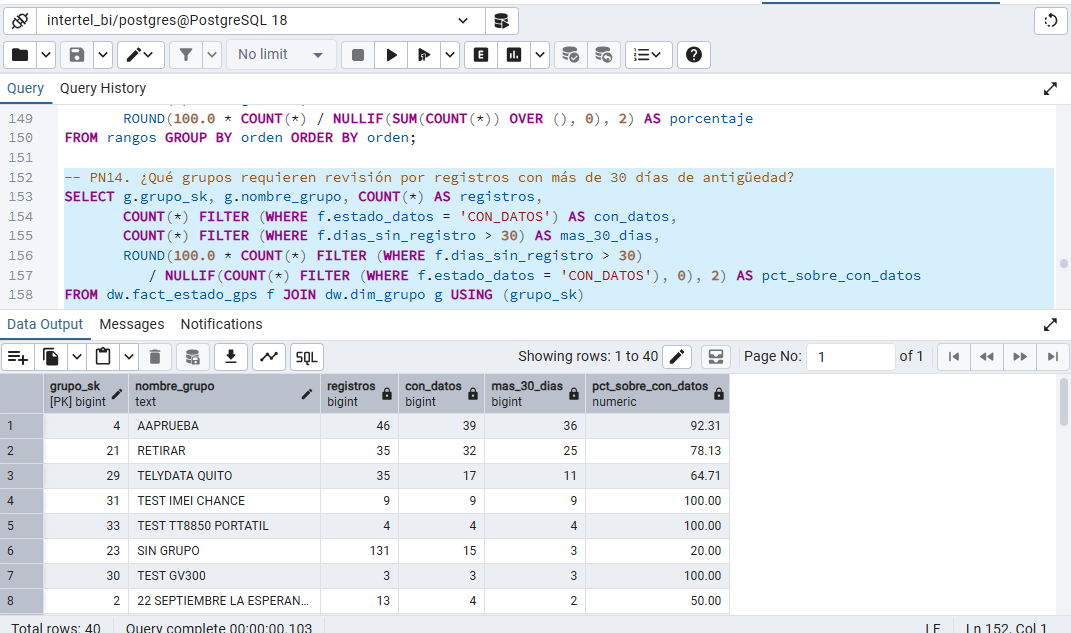 intertel_bi/postgres@PostgreSQL 18
No limit
E
Query Query History
149 ROUND(100.0 * COUNT(*) / NULLIF(SUM(COUNT(*)) OVER (), 0), 2) AS porcentaje
150 FROM rangos GROUP BY orden ORDER BY orden;
151
152 -- PN14. ¿Qué grupos requieren revisión por registros con más de 30 días de antigüedad?
153 SELECT g.grupo_sk, g.nombre_grupo, COUNT(*) AS registros,
154 COUNT(*) FILTER (WHERE f.estado_datos = 'CON_DATOS') AS con_datos,
155 COUNT(*) FILTER (WHERE f.dias_sin_registro > 30) AS mas_30_dias,
156 ROUND(100.0 * COUNT(*) FILTER (WHERE f.dias_sin_registro > 30)
157 / NULLIF(COUNT(*) FILTER (WHERE f.estado_datos = 'CON_DATOS'), 0), 2) AS pct_sobre_con_datos
158 FROM dw.fact_estado_gps f JOIN dw.dim_grupo g USING (grupo_sk)
Data Output Messages Notifications
SQL Showing rows: 1 to 40 Page No: 1 of 1
grupo_sk nombre_grupo registros con_datos mas_30_dias pct_sobre_con_datos
[PK] bigint text bigint bigint bigint numeric
1 4 AAPRUEBA 46 39 36 92.31
2 21 RETIRAR 35 32 25 78.13
3 29 TELYDATA QUITO 35 17 11 64.71
4 31 TEST IMEI CHANCE 9 9 9 100.00
5 33 TEST TT8850 PORTATIL 4 4 4 100.00
6 23 SIN GRUPO 131 15 3 20.00
7 30 TEST GV300 3 3 3 100.00
8 2 22 SEPTIEMBRE LA ESPERAN... 13 4 2 50.00
Total rows: 40 Query complete 00:00:00.103 LF Ln 152, Col 1